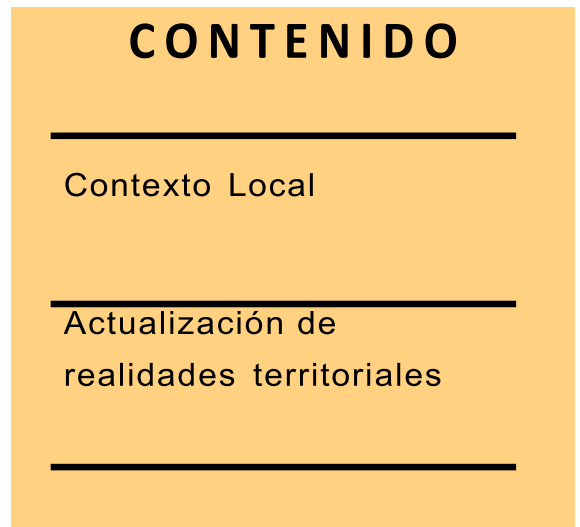 CONTENIDO
Contexto Local
Actualización de
realidades territoriales